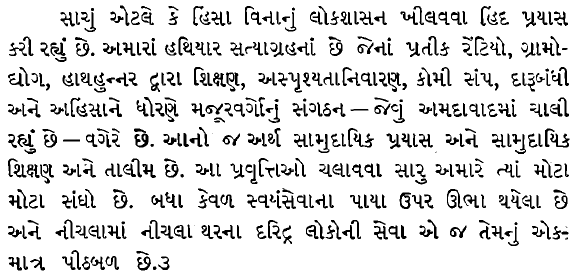 સાચું એટલે કે હિંસા વિનાનું લોકશાસન ખીલવવા હિંદ પ્રયાસ
કરી રહ્યું છે. અમારાં હથિયાર સત્યાગ્રહનાં છે જેનાં પ્રતીક રેંટિયો, ગ્રામો-
દ્યોગ, હાથહુન્નર દ્વારા શિક્ષણ, અસ્પૃશ્યતાનિવારણ, કોમી સંપ, દારૂબંધી
અને અહિંસાને ધોરણે મજૂરવર્ગોનું સંગઠન — જેવું અમદાવાદમાં ચાલી
રહ્યું છે — વગેરે છે. આનો જ અર્થ સામુદાયિક પ્રયાસ અને સામુદાયિક
શિક્ષણ અને તાલીમ છે. આ પ્રવૃત્તિઓ ચલાવવા સારુ અમારે ત્યાં મોટા
મોટા સંઘો છે. બધા કેવળ સ્વયંસેવાના પાયા ઉપર ઊભા થયેલા છે
અને નીચલામાં નીચલા થરના દરિદ્ર લોકોની સેવા એ જ તેમનું એક-
માત્ર પીઠબળ છે.૩